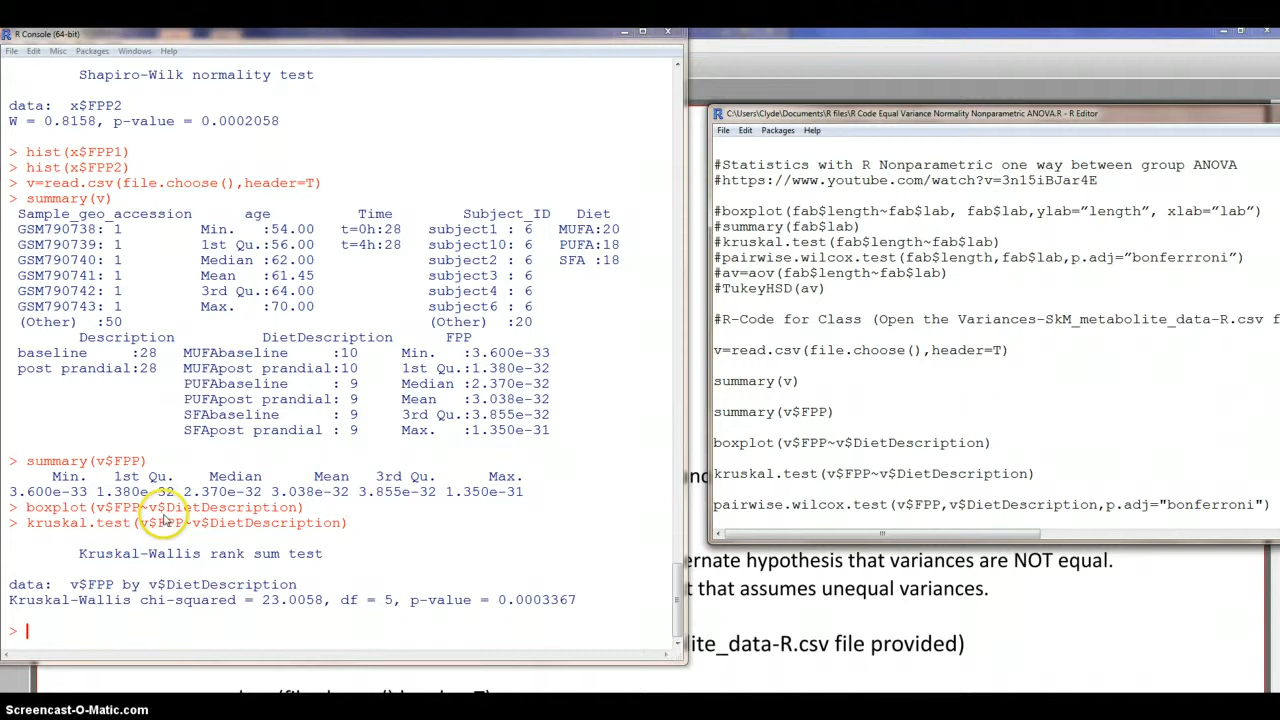 R Console (64-bit)
File Edit Misc Packages Windows Help
Shapiro-Wilk normality test
data:  x$FPP2
W = 0.8158, p-value = 0.0002058
> hist(x$FPP1)
> hist(x$FPP2)
> v=read.csv(file.choose(),header=T)
> summary(v)
Sample_geo_accession age Time Subject_ID Diet
GSM790738: 1 Min. :54.00 t=0h:28 subject1 : 6 MUFA:20
GSM790739: 1 1st Qu.:56.00 t=4h:28 subject10: 6 PUFA:18
GSM790740: 1 Median :62.00 subject2 : 6 SFA :18
GSM790741: 1 Mean :61.45 subject3 : 6
GSM790742: 1 3rd Qu.:64.00 subject4 : 6
GSM790743: 1 Max. :70.00 subject6 : 6
(Other) :50 (Other) :20
Description DietDescription FPP
baseline :28 MUFAbaseline :10 Min. :3.600e-33
post prandial:28 MUFApost prandial:10 1st Qu.:1.380e-32
PUFAbaseline : 9 Median :2.370e-32
PUFApost prandial: 9 Mean :3.038e-32
SFAbaseline : 9 3rd Qu.:3.855e-32
SFApost prandial : 9 Max. :1.350e-31
> summary(v$FPP)
Min. 1st Qu. Median Mean 3rd Qu. Max.
3.600e-33 1.380e-32 2.370e-32 3.038e-32 3.855e-32 1.350e-31
> boxplot(v$FPP~v$DietDescription)
> kruskal.test(v$FPP~v$DietDescription)
Kruskal-Wallis rank sum test
data:  v$FPP by v$DietDescription
Kruskal-Wallis chi-squared = 23.0058, df = 5, p-value = 0.0003367
>
C:\Users\Clyde\Documents\R files\R Code Equal Variance Normality Nonparametric ANOVA.R - R Editor
File Edit Packages Help
#Statistics with R Nonparametric one way between group ANOVA
#https://www.youtube.com/watch?v=3n15iBJar4E
#boxplot(fab$length~fab$lab, fab$lab,ylab=”length”, xlab=”lab”)
#summary(fab$lab)
#kruskal.test(fab$length~fab$lab)
#pairwise.wilcox.test(fab$length,fab$lab,p.adj=”bonferrroni”)
#av=aov(fab$length~fab$lab)
#TukeyHSD(av)
#R-Code for Class (Open the Variances-SkM_metabolite_data-R.csv f
v=read.csv(file.choose(),header=T)
summary(v)
summary(v$FPP)
boxplot(v$FPP~v$DietDescription)
kruskal.test(v$FPP~v$DietDescription)
pairwise.wilcox.test(v$FPP,v$DietDescription,p.adj="bonferroni")
ernate hypothesis that variances are NOT equal.
t that assumes unequal variances.
lite_data-R.csv file provided)
Screencast-O-Matic.com